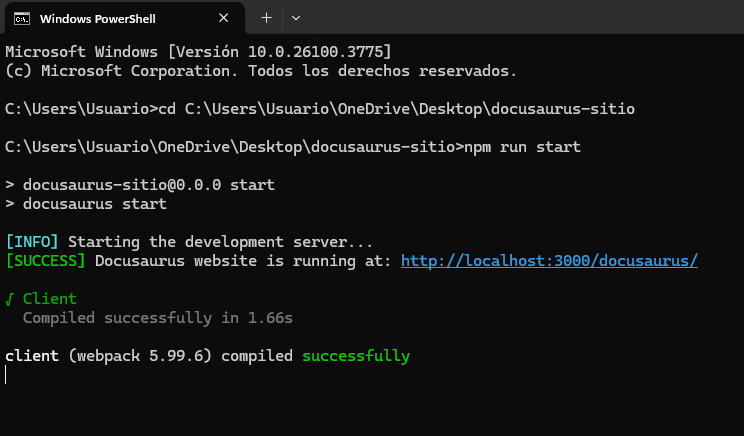 Windows PowerShell
Microsoft Windows [Versión 10.0.26100.3775]
(c) Microsoft Corporation. Todos los derechos reservados.
C:\Users\Usuario>cd C:\Users\Usuario\OneDrive\Desktop\docusaurus-sitio
C:\Users\Usuario\OneDrive\Desktop\docusaurus-sitio>npm run start
> docusaurus-sitio@0.0.0 start
> docusaurus start
[INFO] Starting the development server...
[SUCCESS] Docusaurus website is running at: http://localhost:3000/docusaurus/
√ Client
Compiled successfully in 1.66s
client (webpack 5.99.6) compiled successfully